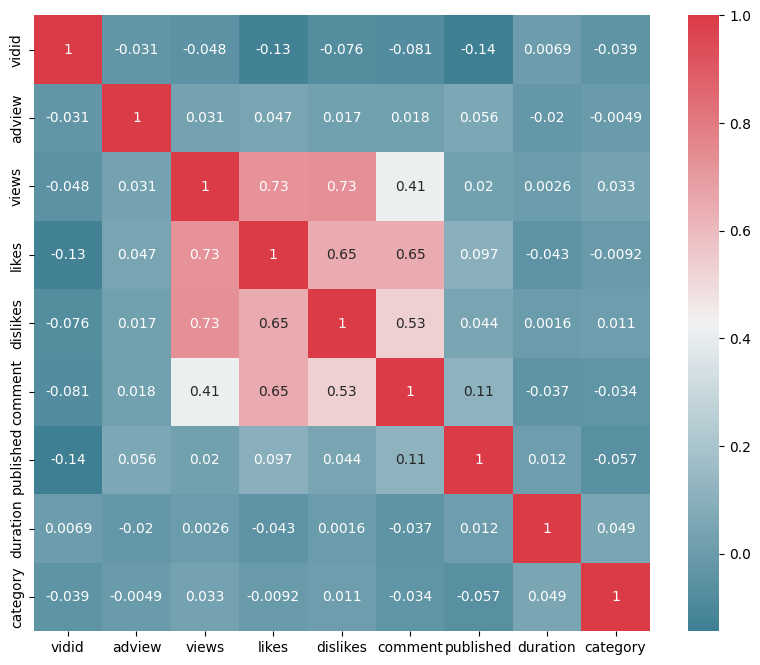 vidid 1 -0.031 -0.048 -0.13 -0.076 -0.081 -0.14 0.0069 -0.039
adview -0.031 1 0.031 0.047 0.017 0.018 0.056 -0.02 -0.0049
views -0.048 0.031 1 0.73 0.73 0.41 0.02 0.0026 0.033
likes -0.13 0.047 0.73 1 0.65 0.65 0.097 -0.043 -0.0092
dislikes -0.076 0.017 0.73 0.65 1 0.53 0.044 0.0016 0.011
comment -0.081 0.018 0.41 0.65 0.53 1 0.11 -0.037 -0.034
published -0.14 0.056 0.02 0.097 0.044 0.11 1 0.012 -0.057
duration 0.0069 -0.02 0.0026 -0.043 0.0016 -0.037 0.012 1 0.049
category -0.039 -0.0049 0.033 -0.0092 0.011 -0.034 -0.057 0.049 1
vidid adview views likes dislikes comment published duration category
1.0
0.8
0.6
0.4
0.2
0.0